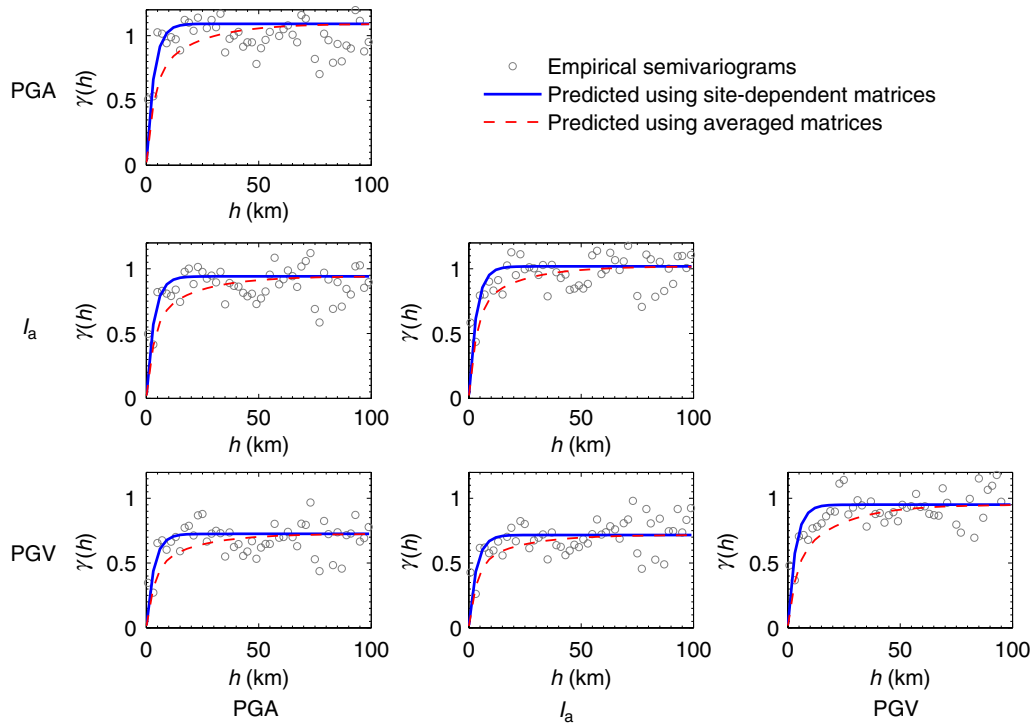 PGA
γ(h)
1
0.5
0
0 50 100
h (km)
Empirical semivariograms
Predicted using site-dependent matrices
Predicted using averaged matrices
Ia
γ(h)
1
0.5
0
0 50 100
h (km)
γ(h)
1
0.5
0
0 50 100
h (km)
PGV
γ(h)
1
0.5
0
0 50 100
h (km)
PGA
γ(h)
1
0.5
0
0 50 100
h (km)
Ia
γ(h)
1
0.5
0
0 50 100
h (km)
PGV